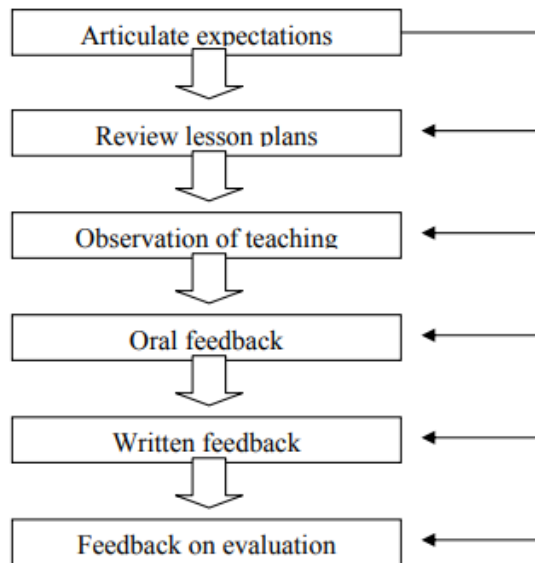 Articulate expectations
Review lesson plans
Observation of teaching
Oral feedback
Written feedback
Feedback on evaluation